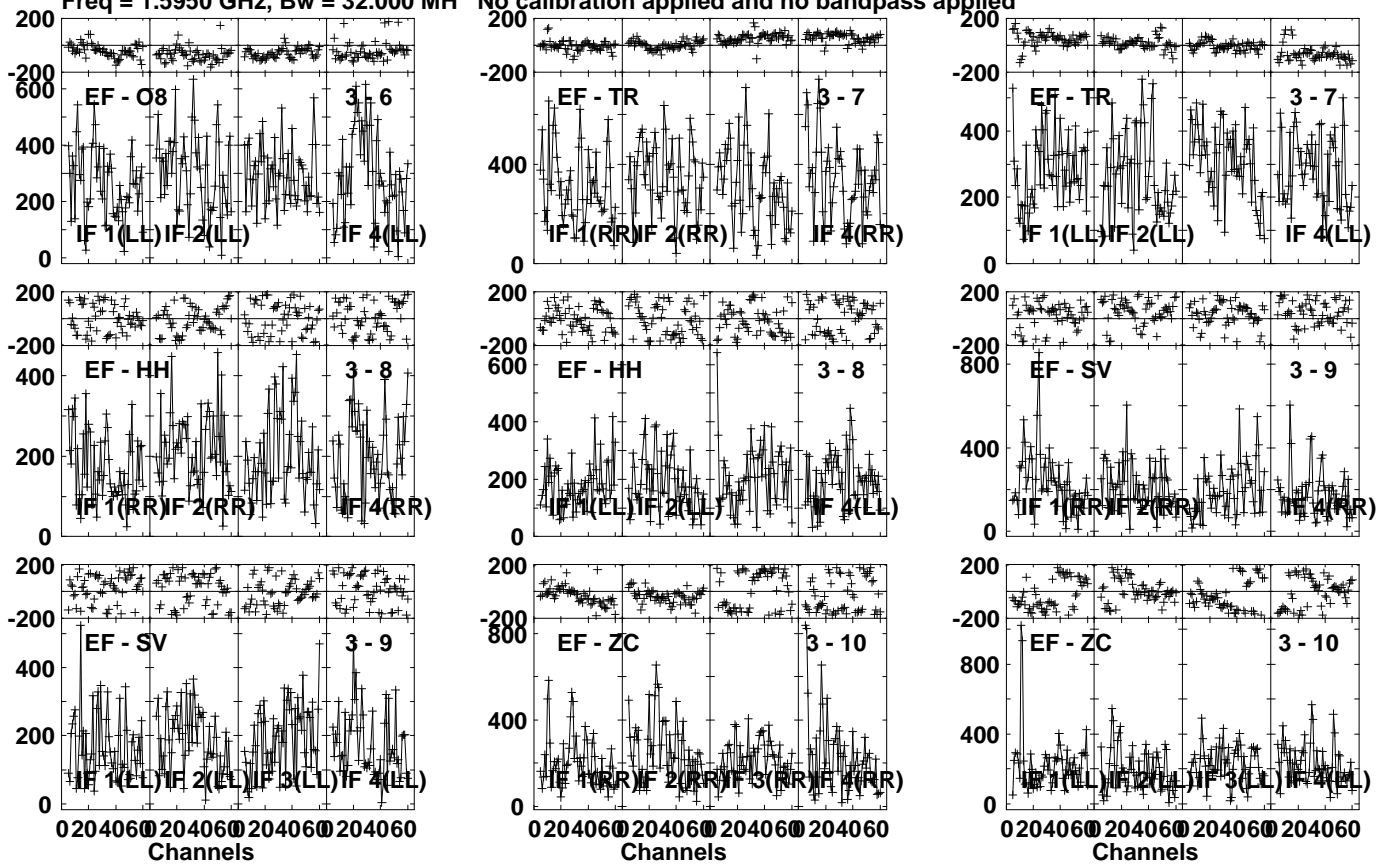 Freq = 1.5950 GHz, Bw = 32.000 MH No calibration applied and no bandpass applied
200
-200
600
400
200
0
EF - O8
3 - 6
IF 1(LL) IF 2(LL) IF 4(LL)
200
-200
400
0
EF - TR
3 - 7
IF 1(RR) IF 2(RR) IF 4(RR)
200
-200
400
200
0
EF - TR
3 - 7
IF 1(LL) IF 2(LL) IF 4(LL)
200
-200
400
200
0
EF - HH
3 - 8
IF 1(RR) IF 2(RR) IF 4(RR)
200
-200
600
400
200
0
EF - HH
3 - 8
IF 1(LL) IF 2(LL) IF 4(LL)
200
-200
800
400
0
EF - SV
3 - 9
IF 1(RR) IF 2(RR) IF 4(RR)
200
-200
400
200
0
EF - SV
3 - 9
IF 1(LL) IF 2(LL) IF 3(LL) IF 4(LL)
0 20 40 60 0 20 40 60 0 20 40 60 0 20 40 60
Channels
200
-200
800
400
0
EF - ZC
3 - 10
IF 1(RR) IF 2(RR) IF 3(RR) IF 4(RR)
0 20 40 60 0 20 40 60 0 20 40 60 0 20 40 60
Channels
200
-200
800
400
0
EF - ZC
3 - 10
IF 1(LL) IF 2(LL) IF 3(LL) IF 4(LL)
0 20 40 60 0 20 40 60 0 20 40 60 0 20 40 60
Channels